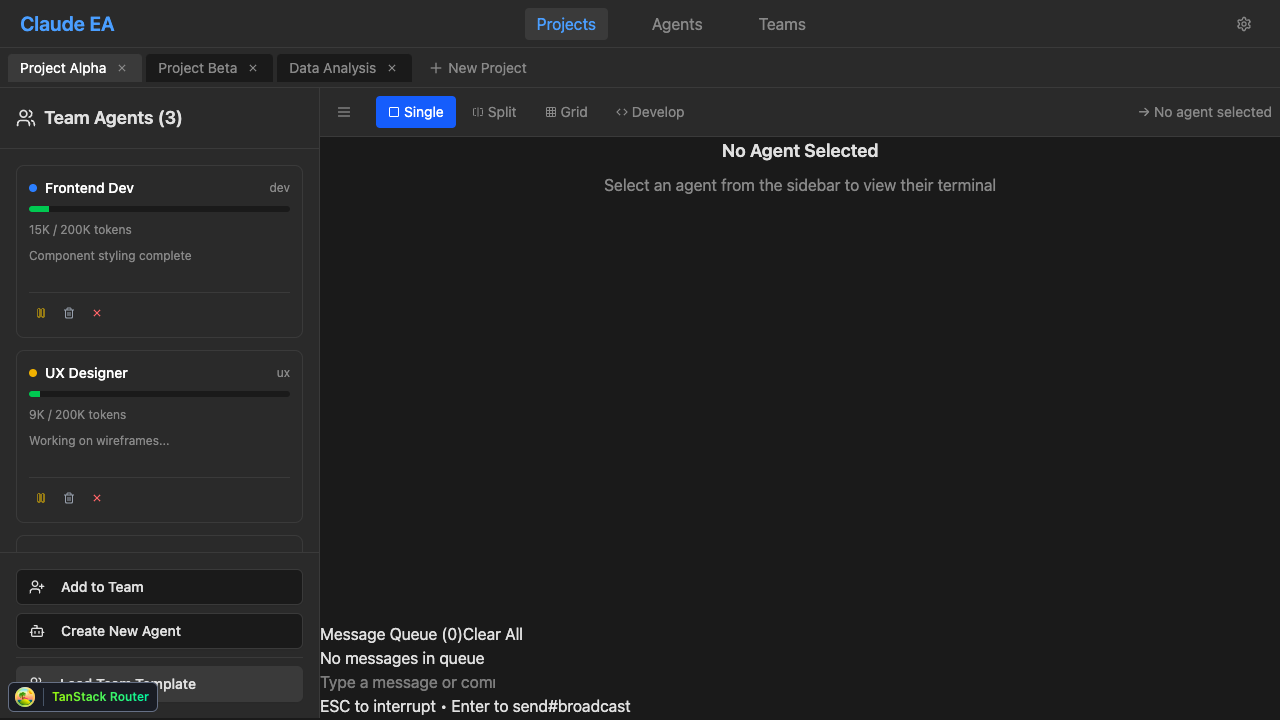 Claude EA
Projects
Agents
Teams
Project Alpha
Project Beta
Data Analysis
New Project
Team Agents (3)
Single
Split
Grid
Develop
No agent selected
Frontend Dev
dev
15K / 200K tokens
Component styling complete
UX Designer
ux
9K / 200K tokens
Working on wireframes...
Add to Team
Create New Agent
Load Team Template
TanStack Router
No Agent Selected
Select an agent from the sidebar to view their terminal
Message Queue (0)Clear All
No messages in queue
Type a message or
ESC to interrupt • Enter to send#broadcast